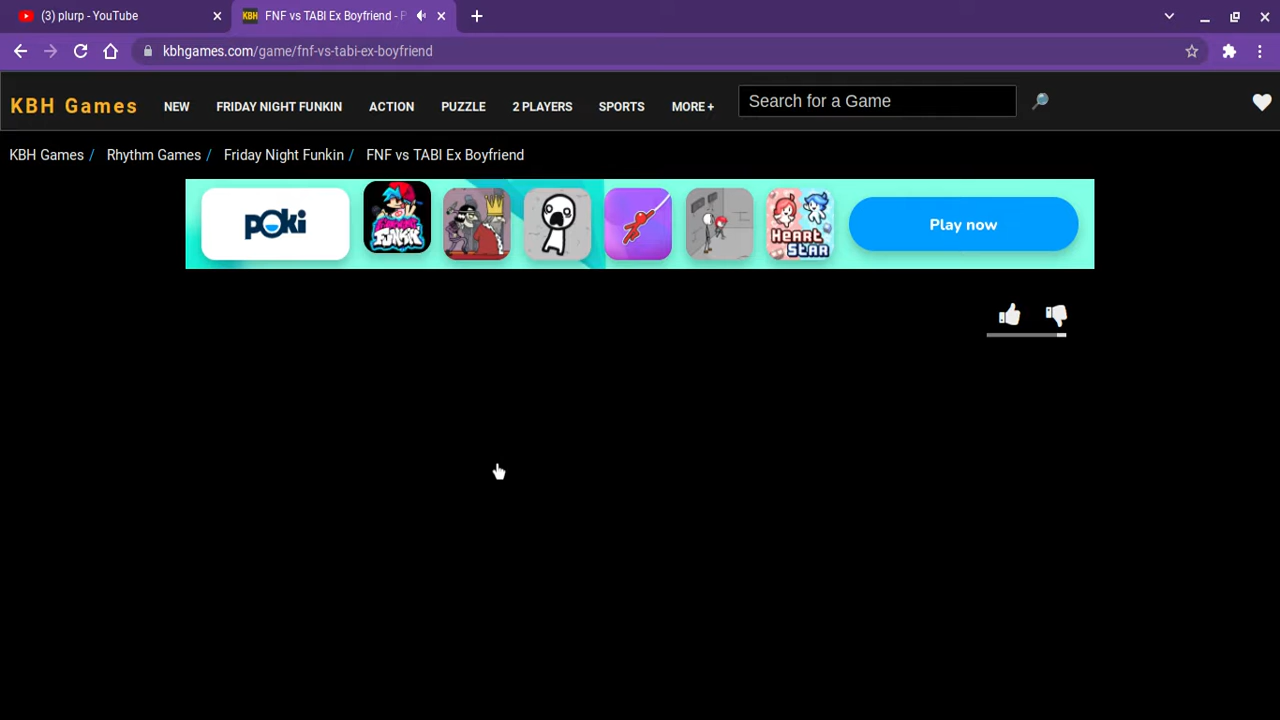 (3) plurp - YouTube
KBH FNF vs TABI Ex Boyfriend - P
kbhgames.com/game/fnf-vs-tabi-ex-boyfriend
KBH Games NEW FRIDAY NIGHT FUNKIN ACTION PUZZLE 2 PLAYERS SPORTS MORE + Search for a Game
KBH Games / Rhythm Games / Friday Night Funkin / FNF vs TABI Ex Boyfriend
POKI
FUNKIN
HEART
STAR
Play now